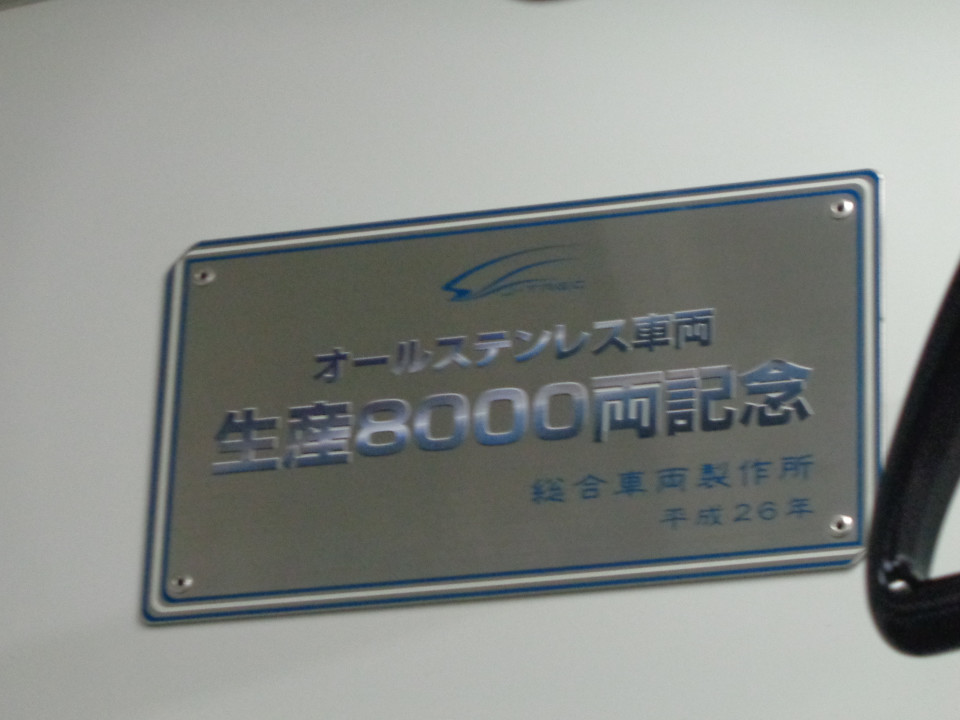 J-TREC
オールステンレス車両
生産8000両記念
総合車両製作所
平成26年